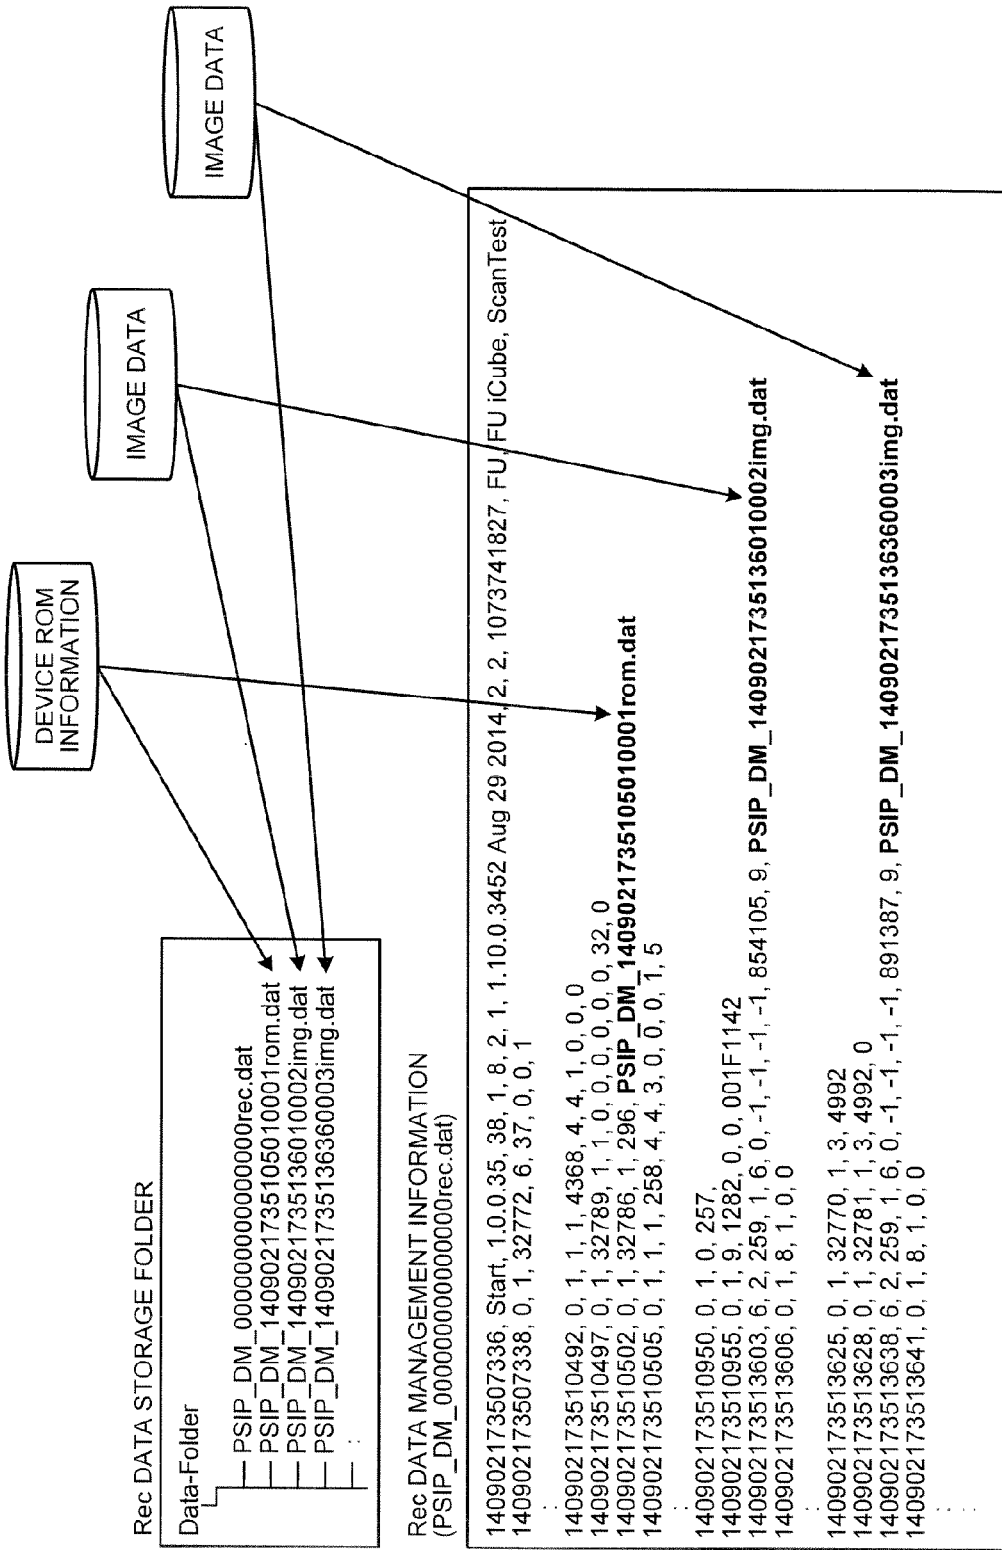 DEVICE ROM
INFORMATION
IMAGE DATA
IMAGE DATA
Rec DATA STORAGE FOLDER
Data-Folder
PSIP_DM_00000000000000rec.dat
PSIP_DM_1409021735105010001rom.dat
PSIP_DM_1409021735136010002img.dat
PSIP_DM_1409021735136360003img.dat
:
Rec DATA MANAGEMENT INFORMATION
(PSIP_DM_00000000000000rec.dat)
140902173507336, Start, 1.0.0.35, 38, 1, 8, 2, 1, 1.10.0.3452 Aug 29 2014, 2, 2, 1073741827, FU, FU iCube, ScanTest
140902173507338, 0, 1, 32772, 6, 37, 0, 0, 1
:
140902173510492, 0, 1, 1, 1, 4368, 4, 4, 1, 0, 0, 0
140902173510497, 0, 1, 32789, 1, 1, 0, 0, 0, 0, 0, 0, 32, 0
140902173510502, 0, 1, 32786, 1, 296, PSIP_DM_1409021735105010001rom.dat
140902173510505, 0, 1, 1, 1, 258, 4, 4, 3, 0, 0, 0, 1, 5
:
140902173510950, 0, 1, 0, 257,
140902173510955, 0, 1, 9, 1282, 0, 0, 001F1142
140902173513603, 6, 2, 259, 1, 6, 0, -1, -1, -1, -1, 854105, 9, PSIP_DM_1409021735136010002img.dat
140902173513606, 0, 1, 8, 1, 0, 0
:
140902173513625, 0, 1, 32770, 1, 3, 4992
140902173513628, 0, 1, 32781, 1, 3, 4992, 0
140902173513638, 6, 2, 259, 1, 6, 0, -1, -1, -1, -1, 891387, 9, PSIP_DM_1409021735136360003img.dat
140902173513641, 0, 1, 8, 1, 0, 0
:
: